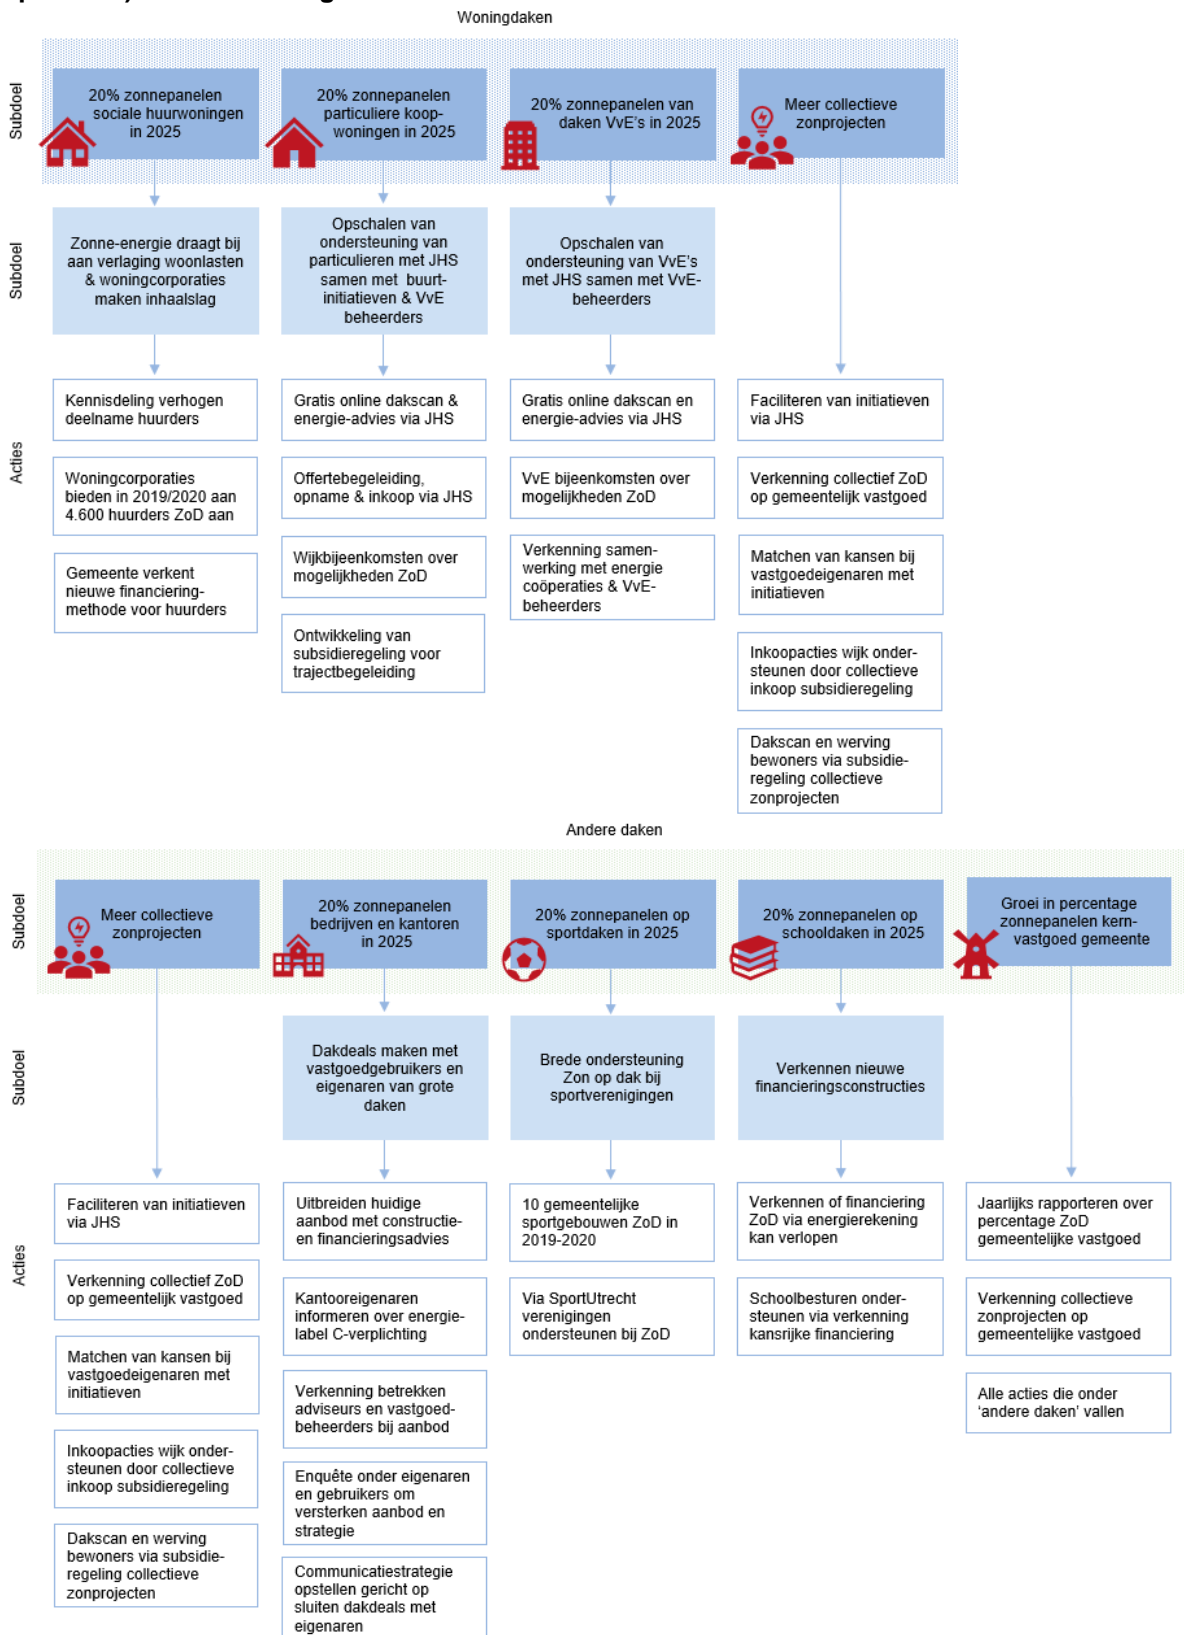 Woningdaken
Subdoel
20% zonnepanelen
sociale huurwoningen
in 2025
20% zonnepanelen
particuliere koop-
woningen in 2025
20% zonnepanelen van
daken VvE's in 2025
Meer collectieve
zonprojecten
Subdoel
Zonne-energie draagt bij
aan verlaging woonlasten
& woningcorporaties
maken inhaalslag
Opschalen van
ondersteuning van
particulieren met JHS
samen met buurt-
initiatieven & VvE
beheerders
Opschalen van
ondersteuning van VvE's
met JHS samen met VvE-
beheerders
Acties
Kennisdeling verhogen
deelname huurders
Woningcorporaties
bieden in 2019/2020 aan
4.600 huurders ZoD aan
Gemeente verkent
nieuwe financiering-
methode voor huurders
Gratis online dakscan &
energie-advies via JHS
Offertebegeleiding,
opname & inkoop via JHS
Wijkbijeenkomsten over
mogelijkheden ZoD
Ontwikkeling van
subsidieregeling voor
trajectbegeleiding
Gratis online dakscan en
energie-advies via JHS
VvE bijeenkomsten over
mogelijkheden ZoD
Verkenning samen-
werking met energie
coöperaties & VvE-
beheerders
Faciliteren van initiatieven
via JHS
Verkenning collectief ZoD
op gemeentelijk vastgoed
Matchen van kansen bij
vastgoedeigenaren met
initiatieven
Inkoopacties wijk onder-
steunen door collectieve
inkoop subsidieregeling
Dakscan en werving
bewoners via subsidie-
regeling collectieve
zonprojecten
Andere daken
Subdoel
Meer collectieve
zonprojecten
20% zonnepanelen
bedrijven en kantoren
in 2025
20% zonnepanelen op
sportdaken in 2025
20% zonnepanelen op
schooldaken in 2025
Groei in percentage
zonnepanelen kern-
vastgoed gemeente
Subdoel
Dakdeals maken met
vastgoedgebruikers en
eigenaren van grote
daken
Brede ondersteuning
Zon op dak bij
sportverenigingen
Verkennen nieuwe
financieringsconstructies
Acties
Faciliteren van initiatieven
via JHS
Verkenning collectief ZoD
op gemeentelijk vastgoed
Matchen van kansen bij
vastgoedeigenaren met
initiatieven
Inkoopacties wijk onder-
steunen door collectieve
inkoop subsidieregeling
Dakscan en werving
bewoners via subsidie-
regeling collectieve
zonprojecten
Uitbreiden huidige
aanbod met constructie-
en financieringsadvies
Kantooreigenaren
informeren over energie-
label C-verplichting
Verkenning betrekken
adviseurs en vastgoed-
beheerders bij aanbod
Enquête onder eigenaren
en gebruikers om
versterken aanbod en
strategie
Communicatiestrategie
opstellen gericht op
sluiten dakdeals met
eigenaren
10 gemeentelijke
sportgebouwen ZoD in
2019-2020
Via SportUtrecht
verenigingen
ondersteunen bij ZoD
Verkennen of financiering
ZoD via energierekening
kan verlopen
Schoolbesturen onder-
steunen via verkenning
kansrijke financiering
Jaarlijks rapporteren over
percentage ZoD
gemeentelijke vastgoed
Verkenning collectieve
zonprojecten op
gemeentelijke vastgoed
Alle acties die onder
'andere daken' vallen